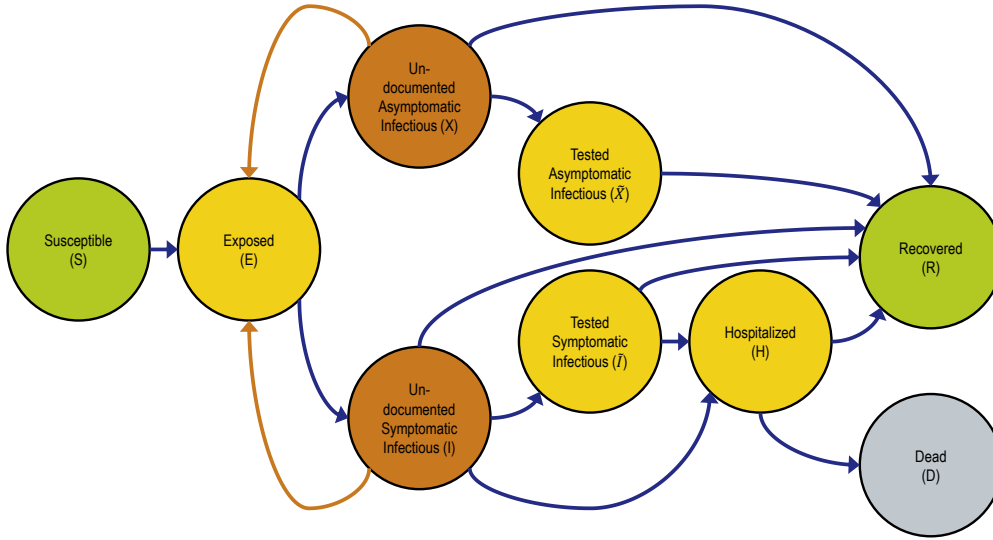 Un-
documented
Asymptomatic
Infectious (X)
Tested
Asymptomatic
Infectious (X̃)
Susceptible
(S)
Exposed
(E)
Recovered
(R)
Tested
Symptomatic
Infectious (Ĩ)
Hospitalized
(H)
Un-
documented
Symptomatic
Infectious (I)
Dead
(D)